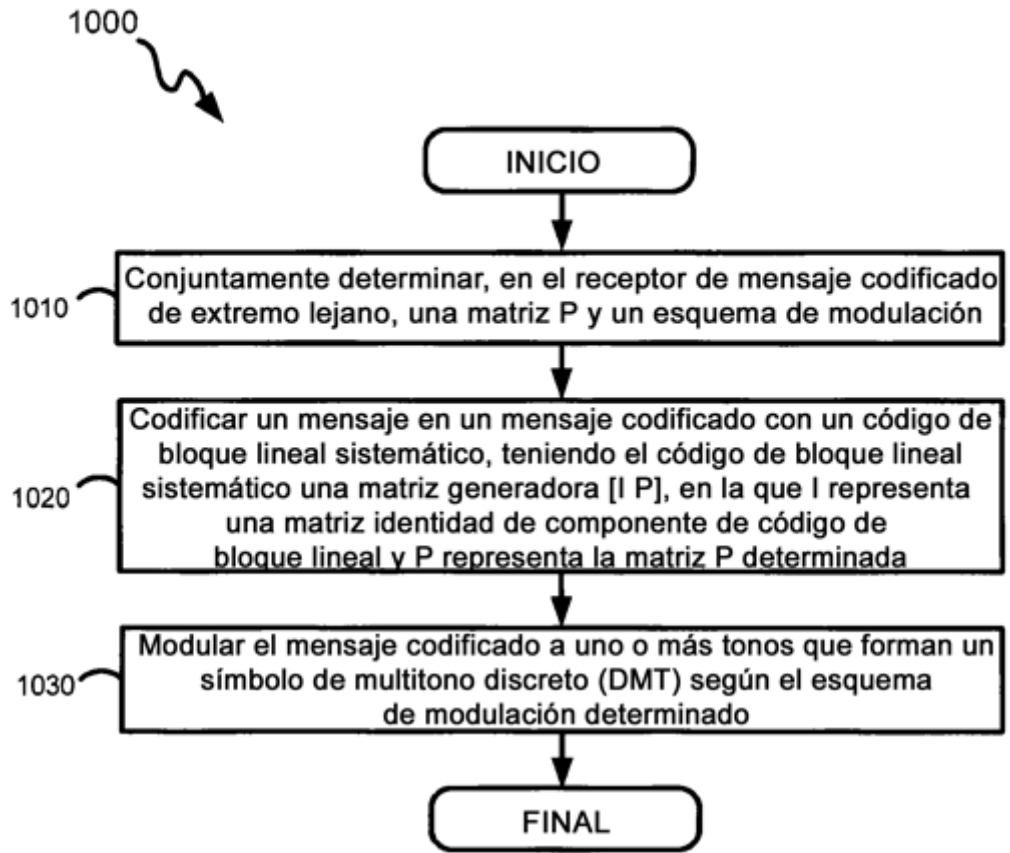 1000
INICIO
1010
Conjuntamente determinar, en el receptor de mensaje codificado
de extremo lejano, una matriz P y un esquema de modulación
1020
Codificar un mensaje en un mensaje codificado con un código de
bloque lineal sistemático, teniendo el código de bloque lineal
sistemático una matriz generadora [I P], en la que I representa
una matriz identidad de componente de código de
bloque lineal y P representa la matriz P determinada
1030
Modular el mensaje codificado a uno o más tonos que forman un
símbolo de multitono discreto (DMT) según el esquema
de modulación determinado
FINAL